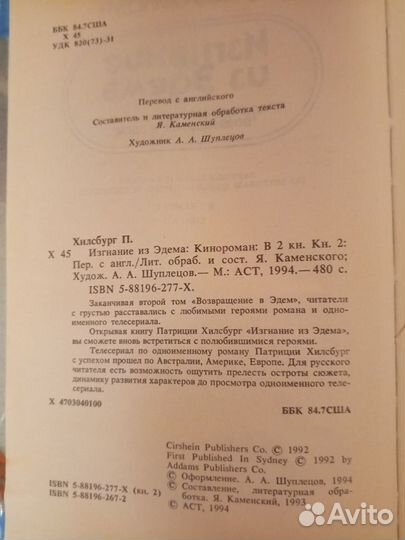 ББК 84.7США
Х 45
УДК 820(73)-31
Перевод с английского
Составитель и литературная обработка текста
Я. Каменский
Художник А. А. Шуплецов
Хилсбург П.
Х 45 Изгнание из Эдема: Кинороман: В 2 кн. Кн. 2:
Пер. с англ./Лит. обраб. и сост. Я. Каменского;
Худож. А. А. Шуплецов.— М.: АСТ, 1994.—480 с.
ISBN 5-88196-277-X.
Заканчивая второй том «Возвращение в Эдем», читатели
с грустью расставались с любимыми героями романа и одно-
именного телесериала.
Открывая книгу Патриции Хилсбург «Изгнание из Эдема»,
вы сможете вновь встретиться с полюбившимися героями.
Телесериал по одноименному роману Патриции Хилсбург
с успехом прошел по Австралии, Америке, Европе. Для русского
читателя есть возможность ощутить прелесть остроты сюжета,
динамику развития характеров до просмотра одноименного теле-
сериала.
Х 4703040100
ББК 84.7США
Cirshein Publishers Co. © 1992
First Published In Sydney © 1992 by
Addams Publishers Co.
© Оформление. А. А. Шуплецов, 1994
© Составление, литературная обра-
ботка. Я. Каменский, 1993
© АСТ, 1994
ISBN 5-88196-277-X (кн. 2)
ISBN 5-88196-267-2
Avito